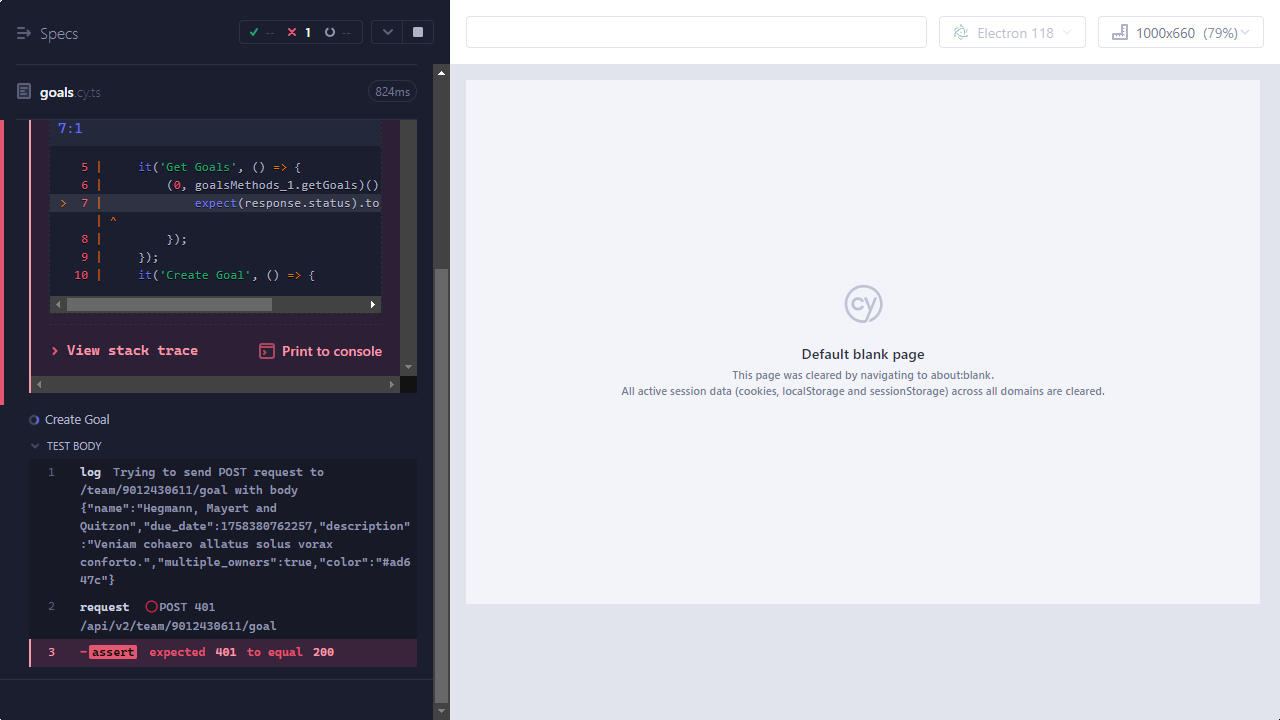 Specs
-- 1 --
Electron 118
1000x660 (79%)
goals.cy.ts
824ms
7:1
5 | it('Get Goals', () => {
6 | (0, goalsMethods_1.getGoals)()
> 7 | expect(response.status).to
| ^
8 | });
9 | });
10 | it('Create Goal', () => {
View stack trace
Print to console
Create Goal
TEST BODY
1 log Trying to send POST request to
/team/9012430611/goal with body
{"name":"Hegmann, Mayert and
Quitzon","due_date":1758380762257,"description"
:"Veniam cohaero allatus solus vorax
conforto.","multiple_owners":true,"color":"#ad6
47c"}
2 request POST 401
/api/v2/team/9012430611/goal
3 -assert expected 401 to equal 200
cy
Default blank page
This page was cleared by navigating to about:blank.
All active session data (cookies, localStorage and sessionStorage) across all domains are cleared.